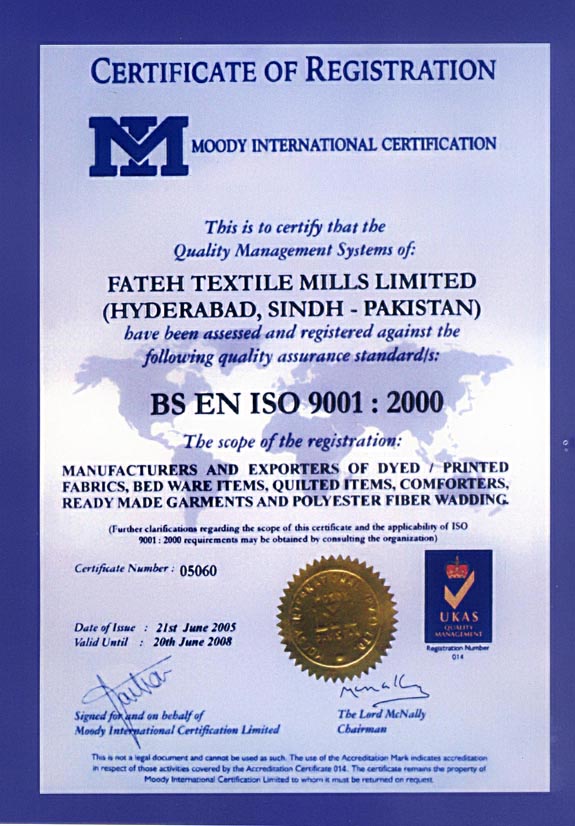 CERTIFICATE OF REGISTRATION
MOODY INTERNATIONAL CERTIFICATION
This is to certify that the
Quality Management Systems of:
FATEH TEXTILE MILLS LIMITED
(HYDERABAD, SINDH - PAKISTAN)
have been assessed and registered against the
following quality assurance standard/s:
BS EN ISO 9001 : 2000
The scope of the registration:
MANUFACTURERS AND EXPORTERS OF DYED / PRINTED
FABRICS, BED WARE ITEMS, QUILTED ITEMS, COMFORTERS,
READY MADE GARMENTS AND POLYESTER FIBER WADDING.
(Further clarifications regarding the scope of this certificate and the applicability of ISO
9001 : 2000 requirements may be obtained by consulting the organization)
Certificate Number : 05060
Date of Issue : 21st June 2005
Valid Until : 20th June 2008
UKAS
QUALITY
MANAGEMENT
Registration Number
014
McNally
Signed for and on behalf of
Moody International Certification Limited
The Lord McNally
Chairman
This is not a legal document and cannot be used as such. The use of the Accreditation Mark indicates accreditation
in respect of those activities covered by the Accreditation Certificate 014. The certificate remains the property of
Moody International Certification Limited to whom it must be returned on request.